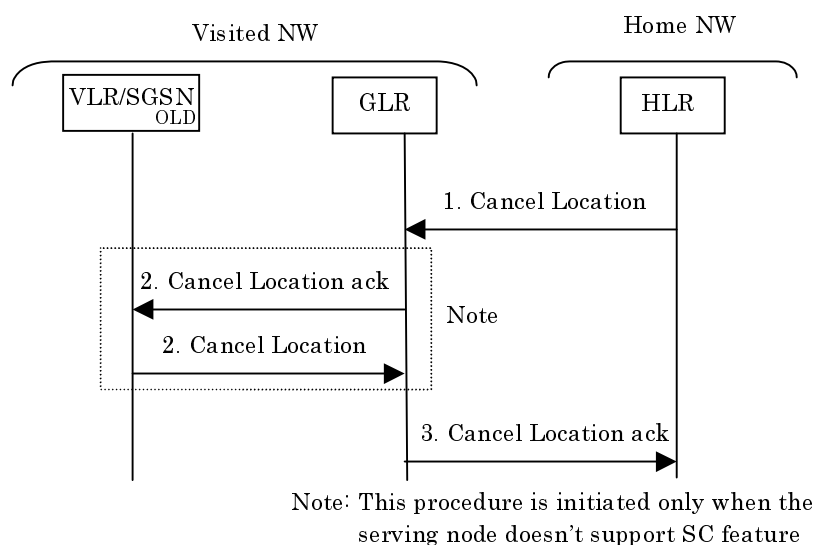 Visited NW
Home NW
VLR/SGSN
OLD
GLR
HLR
1. Cancel Location
2. Cancel Location ack
Note
2. Cancel Location
3. Cancel Location ack
Note: This procedure is initiated only when the
serving node doesn't support SC feature